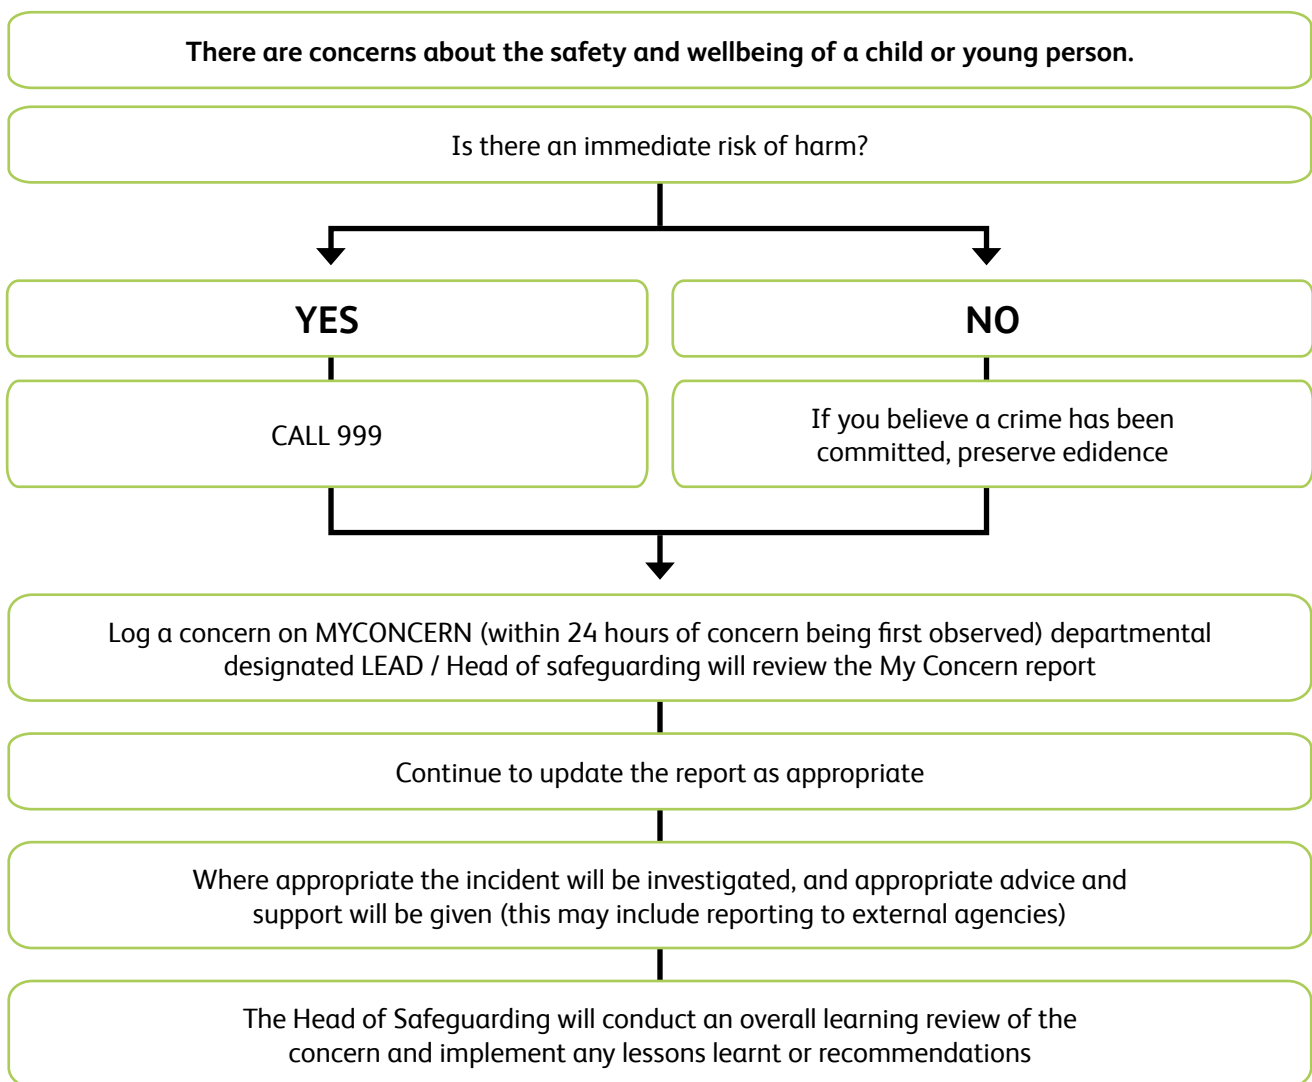 There are concerns about the safety and wellbeing of a child or young person.
Is there an immediate risk of harm?
YES
NO
CALL 999
If you believe a crime has been
committed, preserve edidence
Log a concern on MYCONCERN (within 24 hours of concern being first observed) departmental
designated LEAD / Head of safeguarding will review the My Concern report
Continue to update the report as appropriate
Where appropriate the incident will be investigated, and appropriate advice and
support will be given (this may include reporting to external agencies)
The Head of Safeguarding will conduct an overall learning review of the
concern and implement any lessons learnt or recommendations